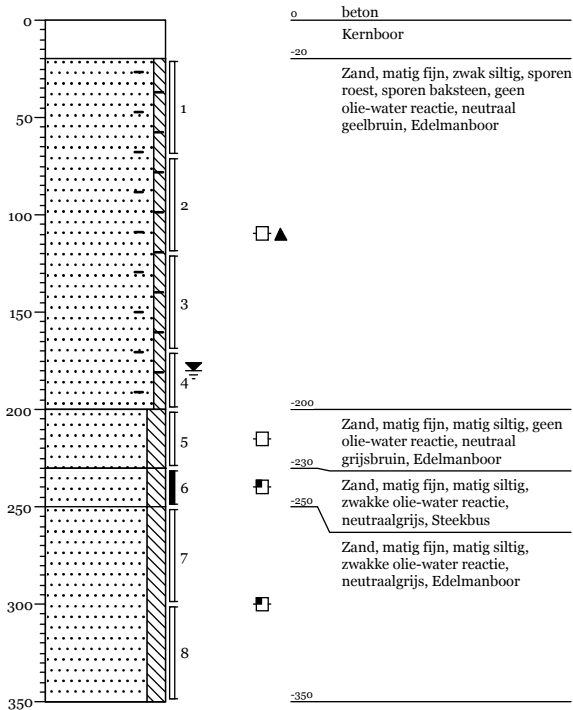 0
50
100
150
200
250
300
350
1
2
3
4
5
6
7
8
0 beton
Kernboor
-20
Zand, matig fijn, zwak siltig, sporen
roest, sporen baksteen, geen
olie-water reactie, neutraal
geelbruin, Edelmanboor
-200
Zand, matig fijn, matig siltig, geen
olie-water reactie, neutraal
grijsbruin, Edelmanboor
-230
Zand, matig fijn, matig siltig,
zwakke olie-water reactie,
neutraalgrijs, Steekbus
-250
Zand, matig fijn, matig siltig,
zwakke olie-water reactie,
neutraalgrijs, Edelmanboor
-350